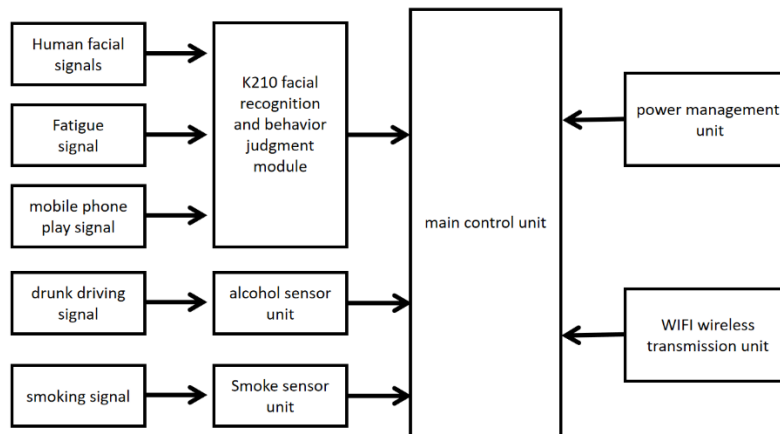 Human facial
signals
Fatigue
signal
mobile phone
play signal
drunk driving
signal
smoking signal
K210 facial
recognition
and behavior
judgment
module
alcohol sensor
unit
Smoke sensor
unit
main control unit
power management
unit
WIFI wireless
transmission unit